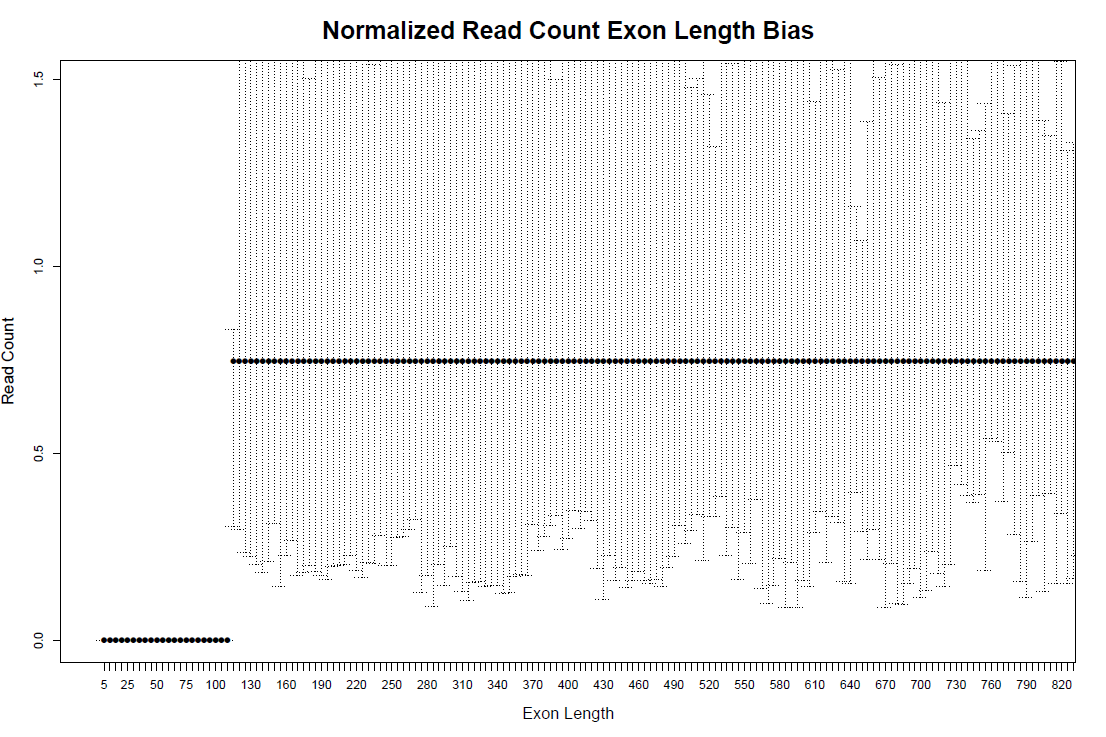 Normalized Read Count Exon Length Bias
1.5
1.0
0.5
0.0
Read Count
5 25 50 75 100 130 160 190 220 250 280 310 340 370 400 430 460 490 520 550 580 610 640 670 700 730 760 790 820
Exon Length